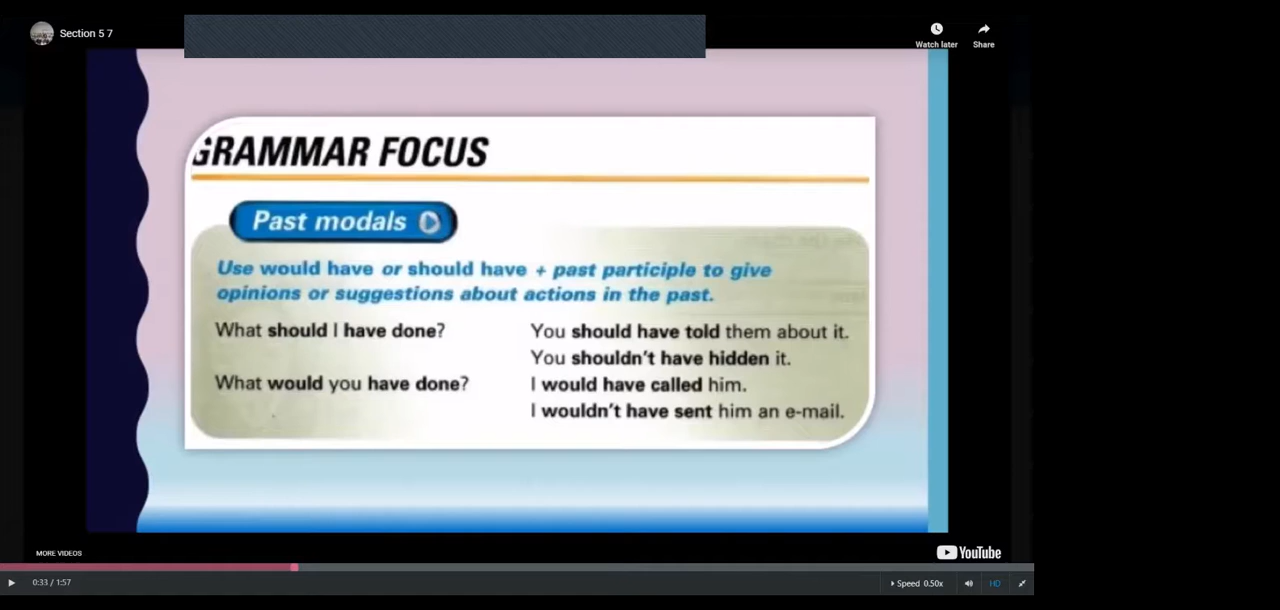 Section 5 7
Watch later
Share
GRAMMAR FOCUS
Past modals
Use would have or should have + past participle to give
opinions or suggestions about actions in the past.
What should I have done?
You should have told them about it.
You shouldn't have hidden it.
What would you have done?
I would have called him.
I wouldn't have sent him an e-mail.
MORE VIDEOS
YouTube
0:33 / 1:57
Speed 0.50x
HD